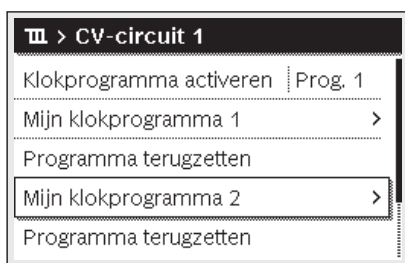 > CV-circuit 1
Klokprogramma activeren Prog. 1
Mijn klokprogramma 1 >
Programma terugzetten
Mijn klokprogramma 2 >
Programma terugzetten